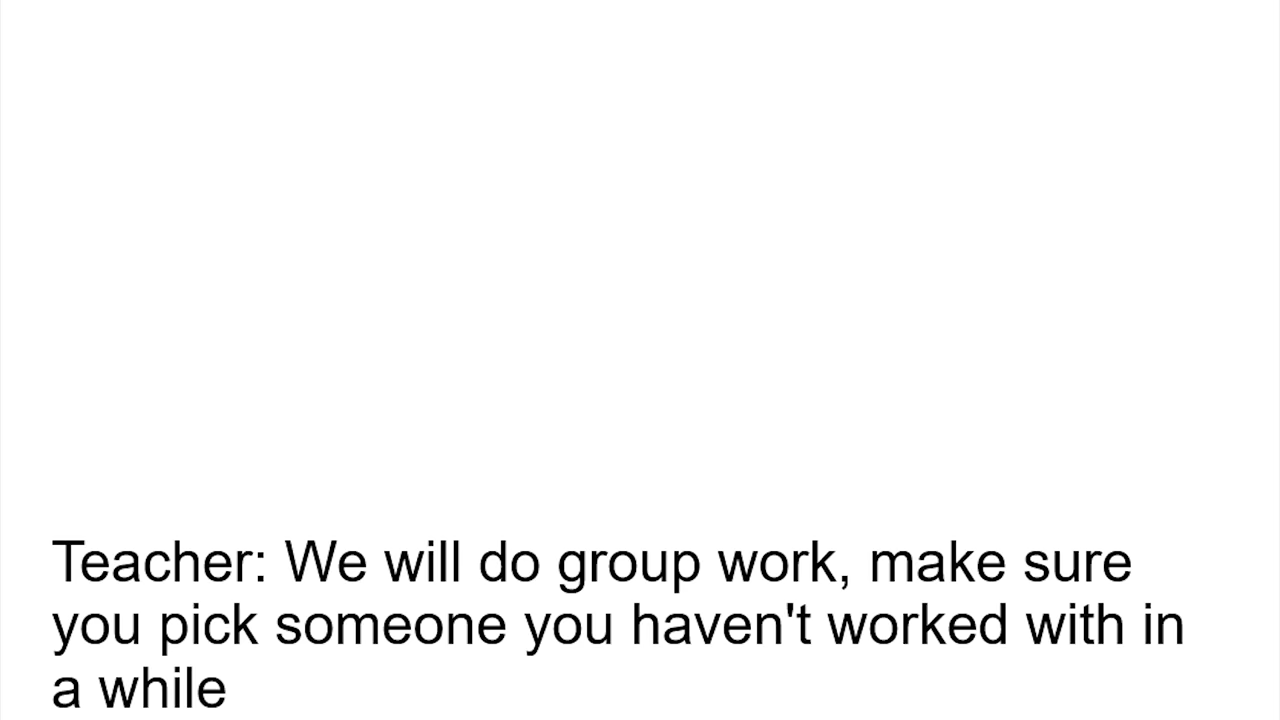 Teacher: We will do group work, make sure
you pick someone you haven't worked with in
a while